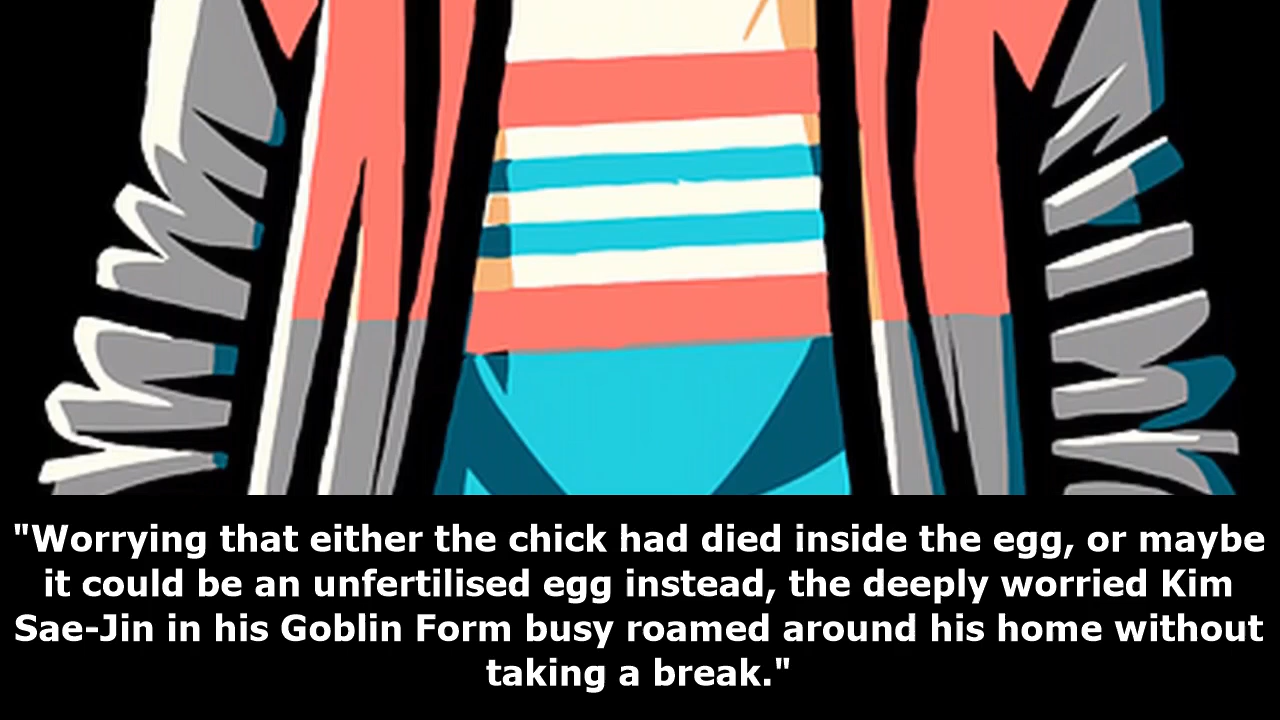 "Worrying that either the chick had died inside the egg, or maybe
it could be an unfertilised egg instead, the deeply worried Kim
Sae-Jin in his Goblin Form busy roamed around his home without
taking a break."